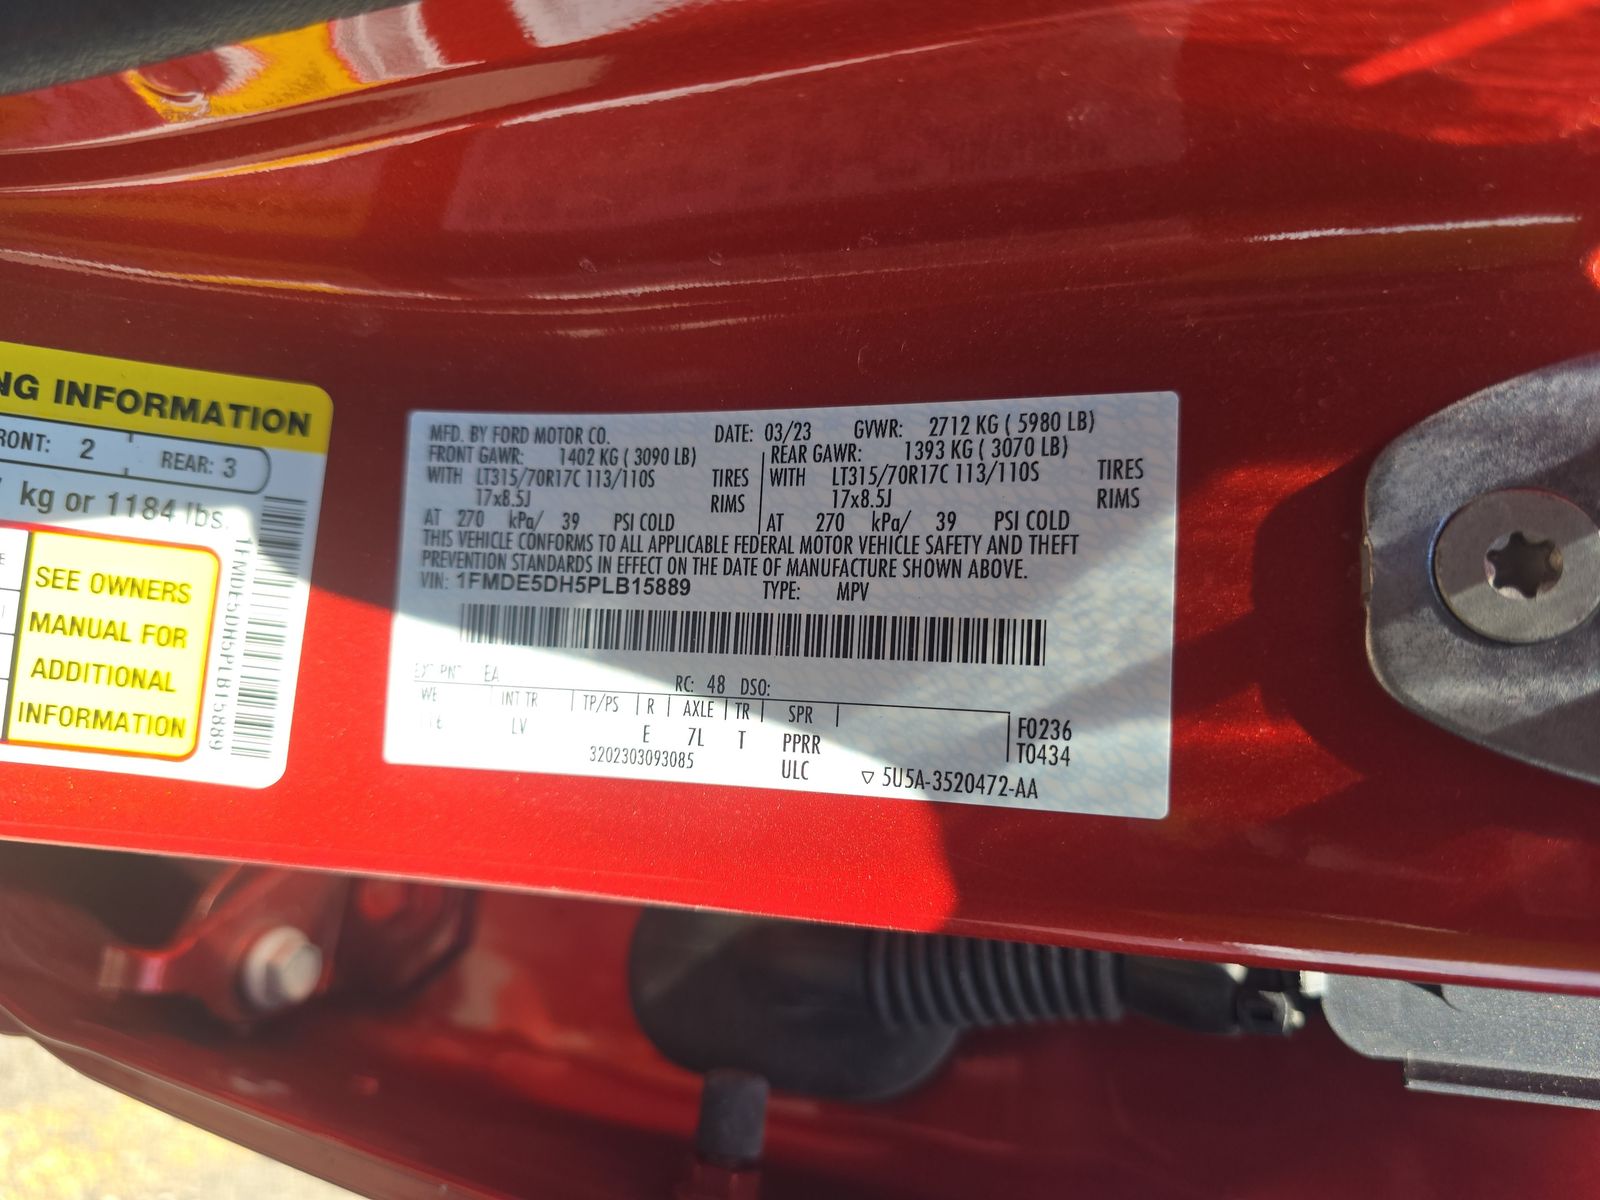 NG INFORMATION
RONT: 2 REAR: 3
kg or 1184 lbs.
SEE OWNERS
MANUAL FOR
ADDITIONAL
INFORMATION
1FMDE5DH5PLB15889
MFD. BY FORD MOTOR CO. DATE: 03/23 GVWR: 2712 KG ( 5980 LB)
FRONT GAWR: 1402 KG ( 3090 LB) REAR GAWR: 1393 KG ( 3070 LB)
WITH LT315/70R17C 113/110S TIRES WITH LT315/70R17C 113/110S TIRES
17x8.5J RIMS 17x8.5J RIMS
AT 270 kPa/ 39 PSI COLD AT 270 kPa/ 39 PSI COLD
THIS VEHICLE CONFORMS TO ALL APPLICABLE FEDERAL MOTOR VEHICLE SAFETY AND THEFT
PREVENTION STANDARDS IN EFFECT ON THE DATE OF MANUFACTURE SHOWN ABOVE.
VIN: 1FMDE5DH5PLB15889 TYPE: MPV
EXT PNT EA RC: 48 DSO:
WB INT TR TP/PS R AXLE TR SPR
LV E 7L T PPRR F0236
T0434
3202303093085 ULC ▽ 5U5A-3520472-AA